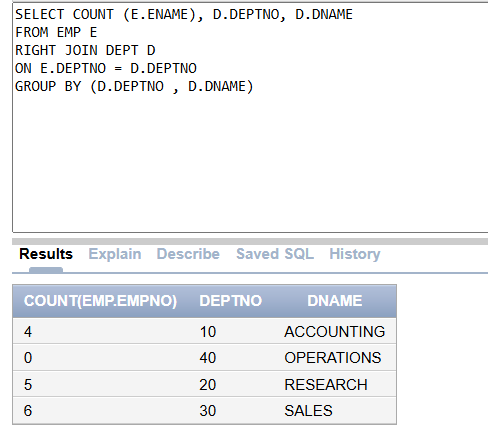 SELECT COUNT (E.ENAME), D.DEPTNO, D.DNAME
FROM EMP E
RIGHT JOIN DEPT D
ON E.DEPTNO = D.DEPTNO
GROUP BY (D.DEPTNO , D.DNAME)
Results Explain Describe Saved SQL History
COUNT(EMP.EMPNO) DEPTNO DNAME
4 10 ACCOUNTING
0 40 OPERATIONS
5 20 RESEARCH
6 30 SALES